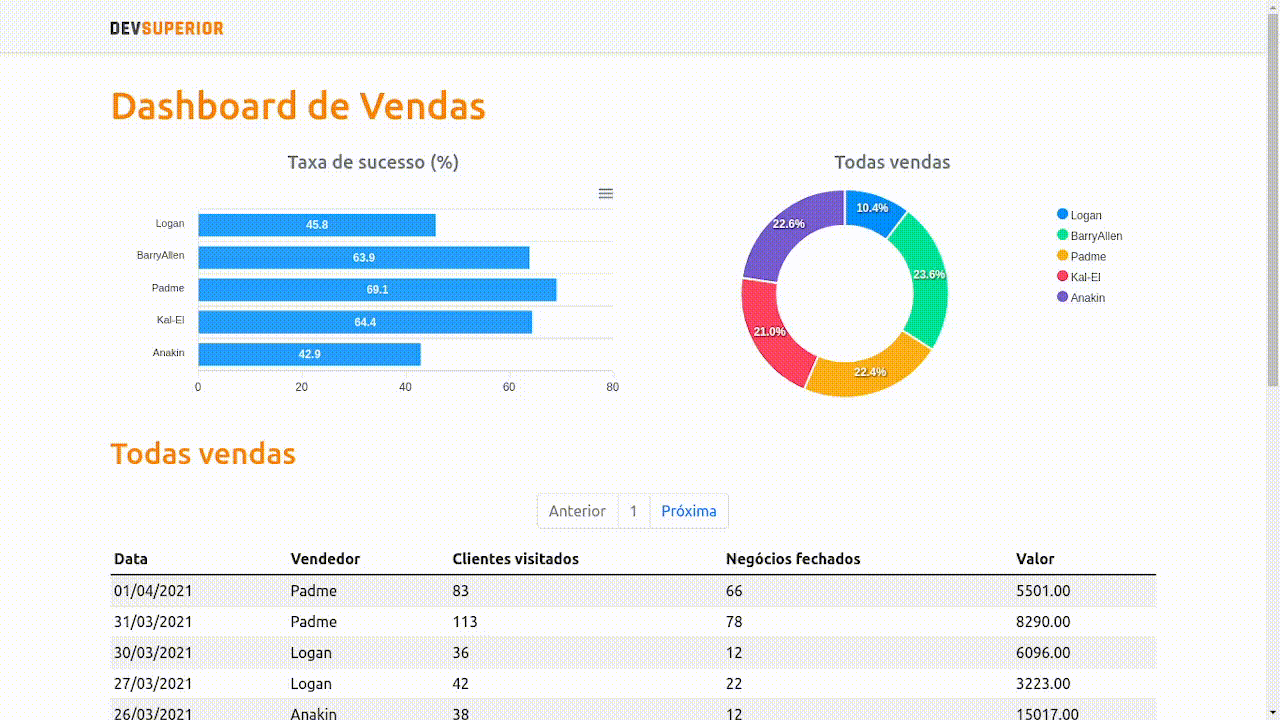 DEVSUPERIOR
Dashboard de Vendas
Taxa de sucesso (%)
Logan 45.8
BarryAllen 63.9
Padme 69.1
Kal-El 64.4
Anakin 42.9
0 20 40 60 80
Todas vendas
10.4%
22.6%
23.6%
21.0%
22.4%
Logan
BarryAllen
Padme
Kal-El
Anakin
Todas vendas
Anterior 1 Próxima
Data Vendedor Clientes visitados Negócios fechados Valor
01/04/2021 Padme 83 66 5501.00
31/03/2021 Padme 113 78 8290.00
30/03/2021 Logan 36 12 6096.00
27/03/2021 Logan 42 22 3223.00
26/03/2021 Anakin 38 12 15017.00